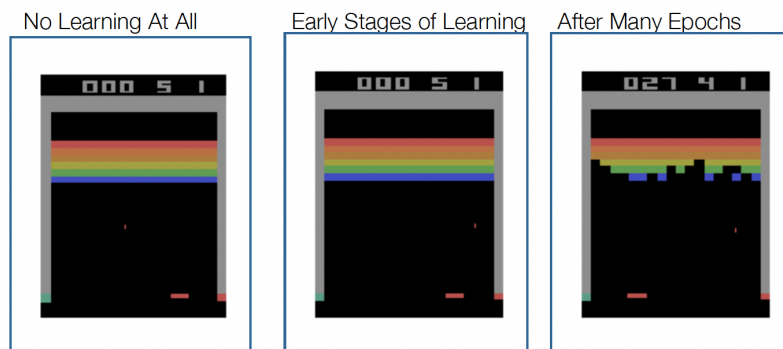 No Learning At All
Early Stages of Learning
After Many Epochs
000 5 1
000 5 1
027 4 1